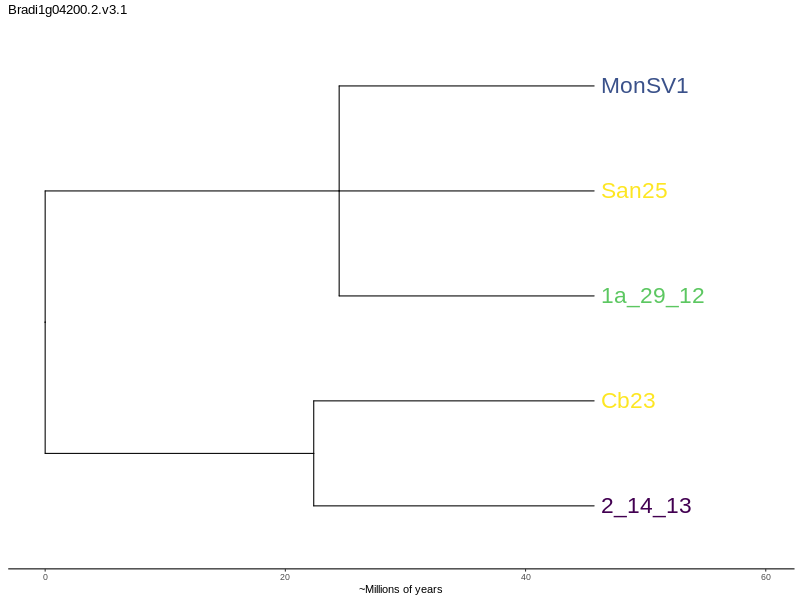 Bradi1g04200.2.v3.1
MonSV1
San25
1a_29_12
Cb23
2_14_13
0 20 40 60
~Millions of years